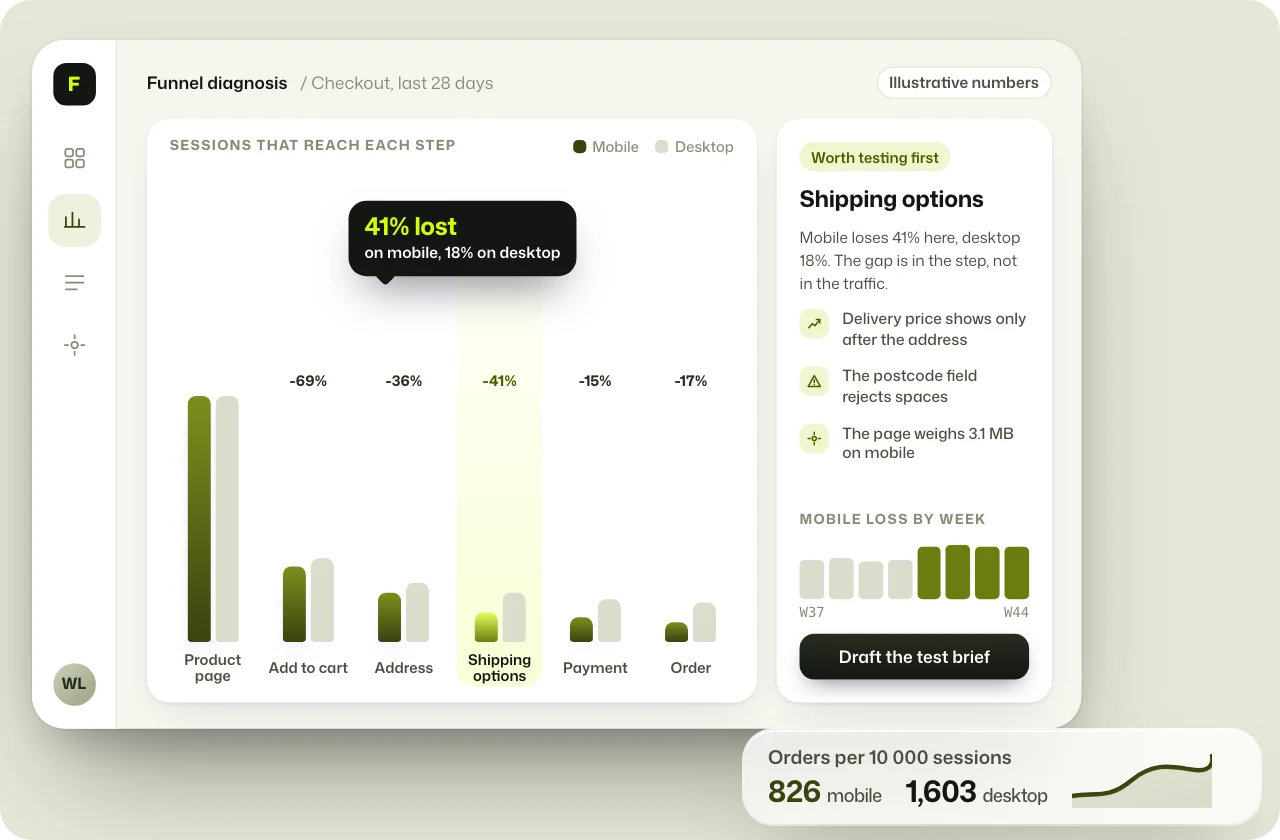 F
Funnel diagnosis / Checkout, last 28 days
Illustrative numbers
SESSIONS THAT REACH EACH STEP
Mobile
Desktop
41% lost
on mobile, 18% on desktop
-69%
-36%
-41%
-15%
-17%
Product
page
Add to cart
Address
Shipping
options
Payment
Order
WL
Worth testing first
Shipping options
Mobile loses 41% here, desktop
18%. The gap is in the step, not
in the traffic.
Delivery price shows only
after the address
The postcode field
rejects spaces
The page weighs 3.1 MB
on mobile
MOBILE LOSS BY WEEK
W37
W44
Draft the test brief
Orders per 10 000 sessions
826 mobile 1,603 desktop